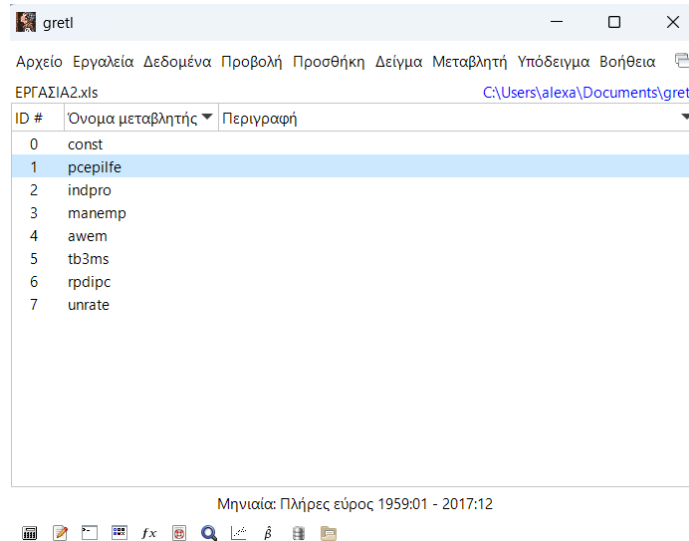 gretl
Αρχείο Εργαλεία Δεδομένα Προβολή Προσθήκη Δείγμα Μεταβλητή Υπόδειγμα Βοήθεια
ΕΡΓΑΣΙΑ2.xls C:\Users\alexa\Documents\gret
ID # Όνομα μεταβλητής Περιγραφή
0 const
1 pcepilfe
2 indpro
3 manemp
4 awem
5 tb3ms
6 rpdipc
7 unrate
Μηνιαία: Πλήρες εύρος 1959:01 - 2017:12
fx β̂